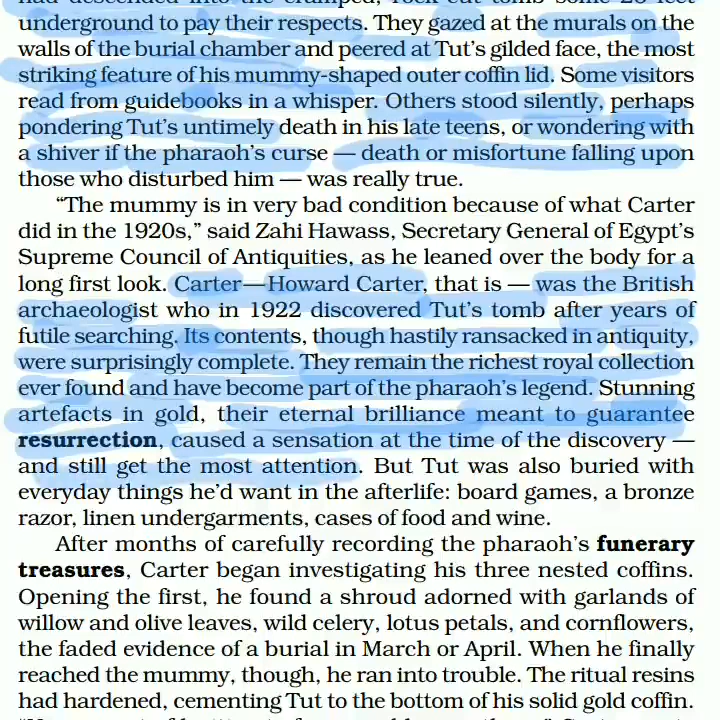 underground to pay their respects. They gazed at the murals on the
walls of the burial chamber and peered at Tut's gilded face, the most
striking feature of his mummy-shaped outer coffin lid. Some visitors
read from guidebooks in a whisper. Others stood silently, perhaps
pondering Tut's untimely death in his late teens, or wondering with
a shiver if the pharaoh's curse — death or misfortune falling upon
those who disturbed him — was really true.
“The mummy is in very bad condition because of what Carter
did in the 1920s,” said Zahi Hawass, Secretary General of Egypt's
Supreme Council of Antiquities, as he leaned over the body for a
long first look. Carter—Howard Carter, that is — was the British
archaeologist who in 1922 discovered Tut's tomb after years of
futile searching. Its contents, though hastily ransacked in antiquity,
were surprisingly complete. They remain the richest royal collection
ever found and have become part of the pharaoh's legend. Stunning
artefacts in gold, their eternal brilliance meant to guarantee
resurrection, caused a sensation at the time of the discovery —
and still get the most attention. But Tut was also buried with
everyday things he'd want in the afterlife: board games, a bronze
razor, linen undergarments, cases of food and wine.
After months of carefully recording the pharaoh's funerary
treasures, Carter began investigating his three nested coffins.
Opening the first, he found a shroud adorned with garlands of
willow and olive leaves, wild celery, lotus petals, and cornflowers,
the faded evidence of a burial in March or April. When he finally
reached the mummy, though, he ran into trouble. The ritual resins
had hardened, cementing Tut to the bottom of his solid gold coffin.